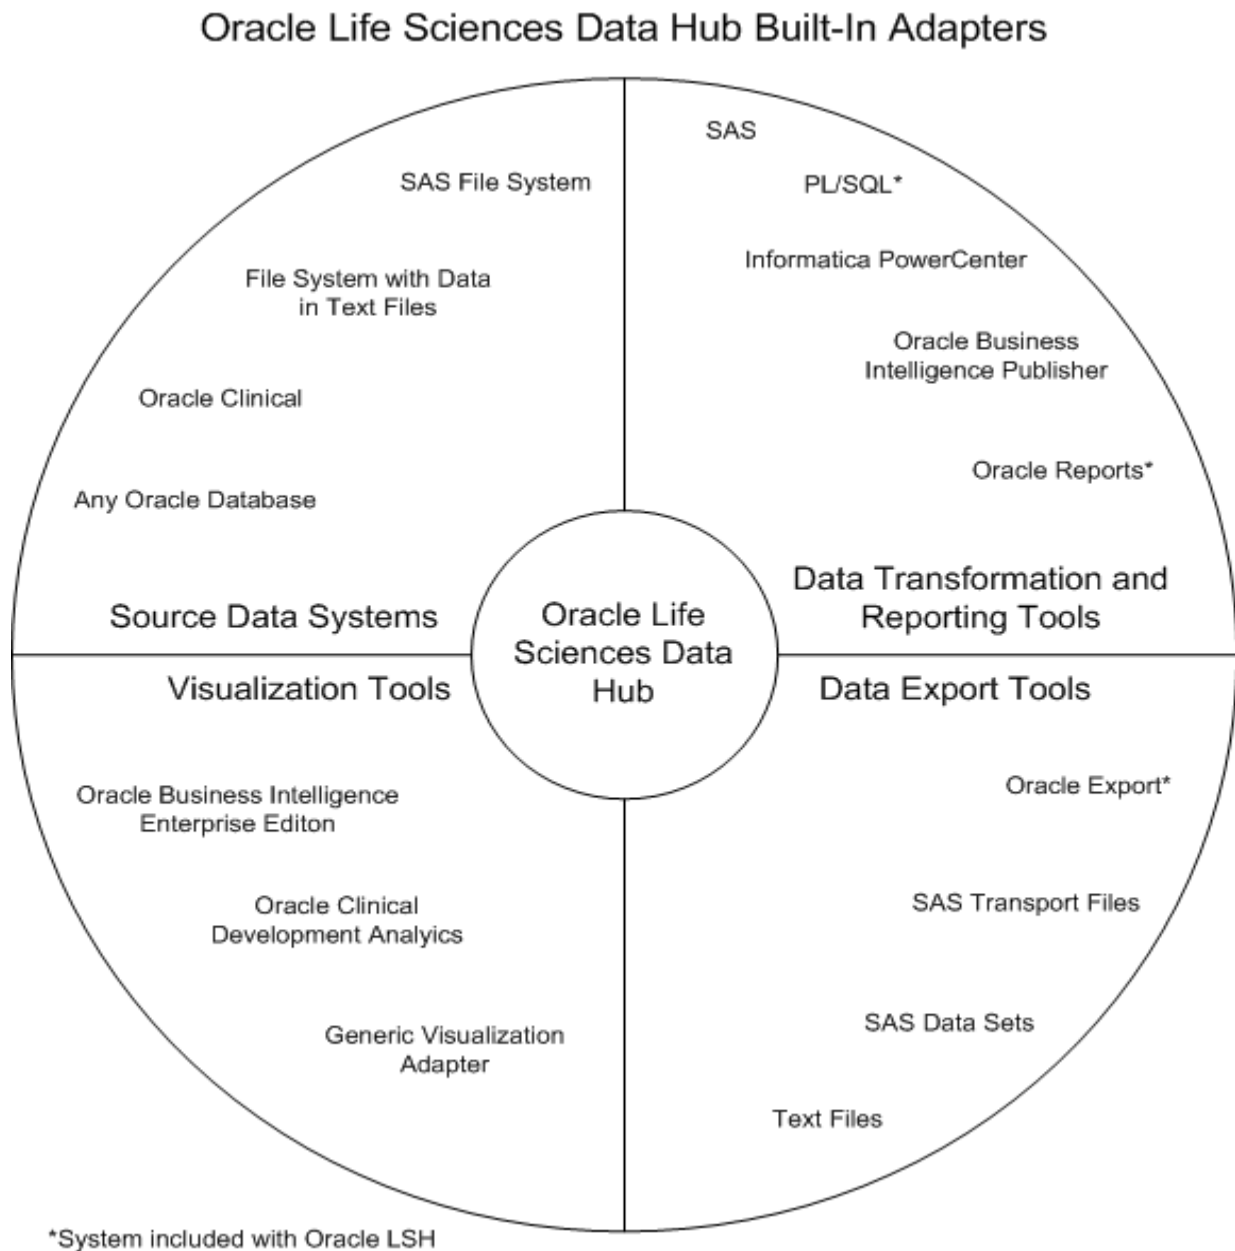 Oracle Life Sciences Data Hub Built-In Adapters
SAS File System
File System with Data
in Text Files
Oracle Clinical
Any Oracle Database
Source Data Systems
SAS
PL/SQL*
Informatica PowerCenter
Oracle Business
Intelligence Publisher
Oracle Reports*
Data Transformation and
Reporting Tools
Oracle Life
Sciences Data
Hub
Visualization Tools
Oracle Business Intelligence
Enterprise Editon
Oracle Clinical
Development Analyics
Generic Visualization
Adapter
Data Export Tools
Oracle Export*
SAS Transport Files
SAS Data Sets
Text Files
*System included with Oracle LSH